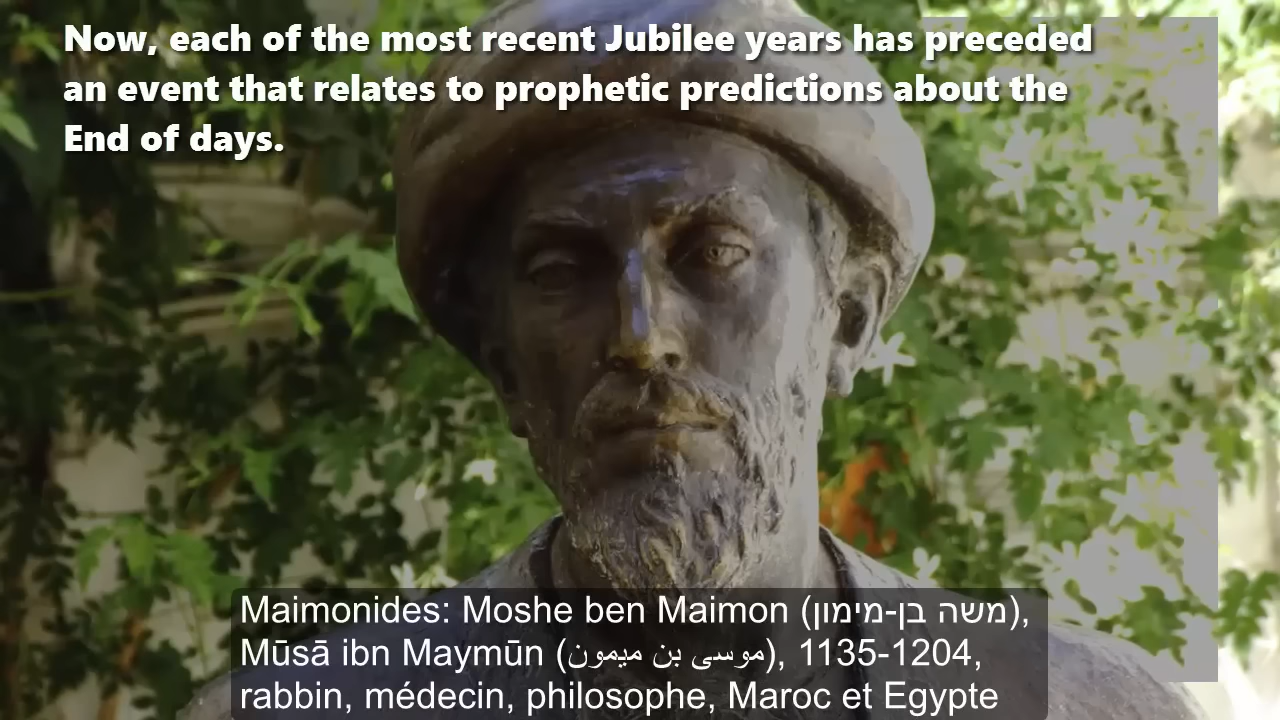 Now, each of the most recent Jubilee years has preceded
an event that relates to prophetic predictions about the
End of days.
Maimonides: Moshe ben Maimon (משה בן-מימון),
Mūsā ibn Maymūn (موسى بن ميمون), 1135-1204,
rabbin, médecin, philosophe, Maroc et Egypte